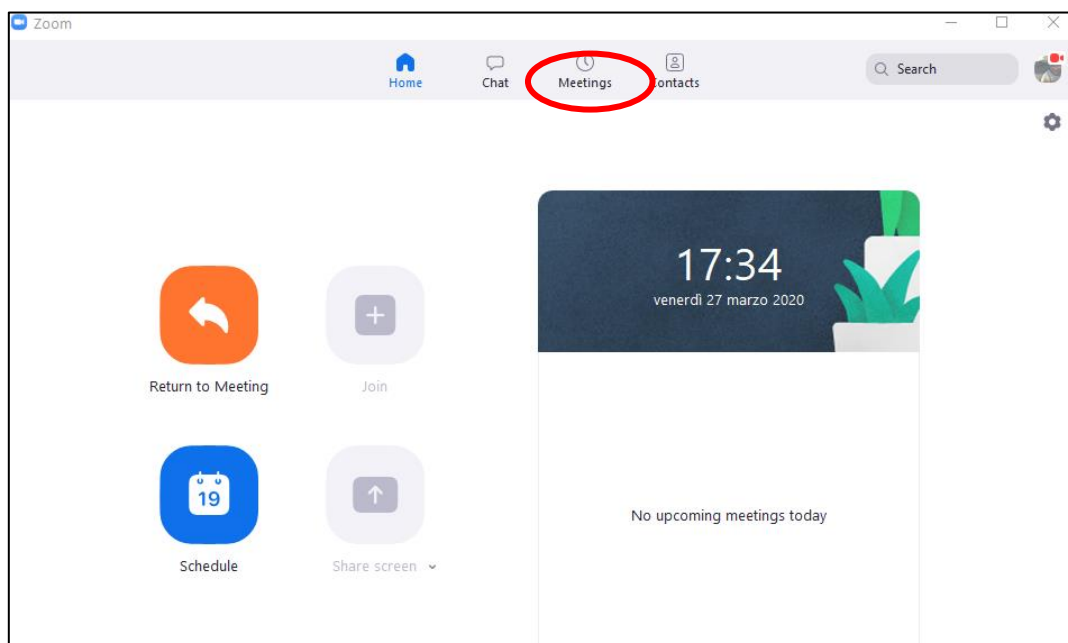 Zoom
Home
Chat
Meetings
Contacts
Search
17:34
venerdì 27 marzo 2020
Return to Meeting
Join
19
Schedule
Share screen
No upcoming meetings today